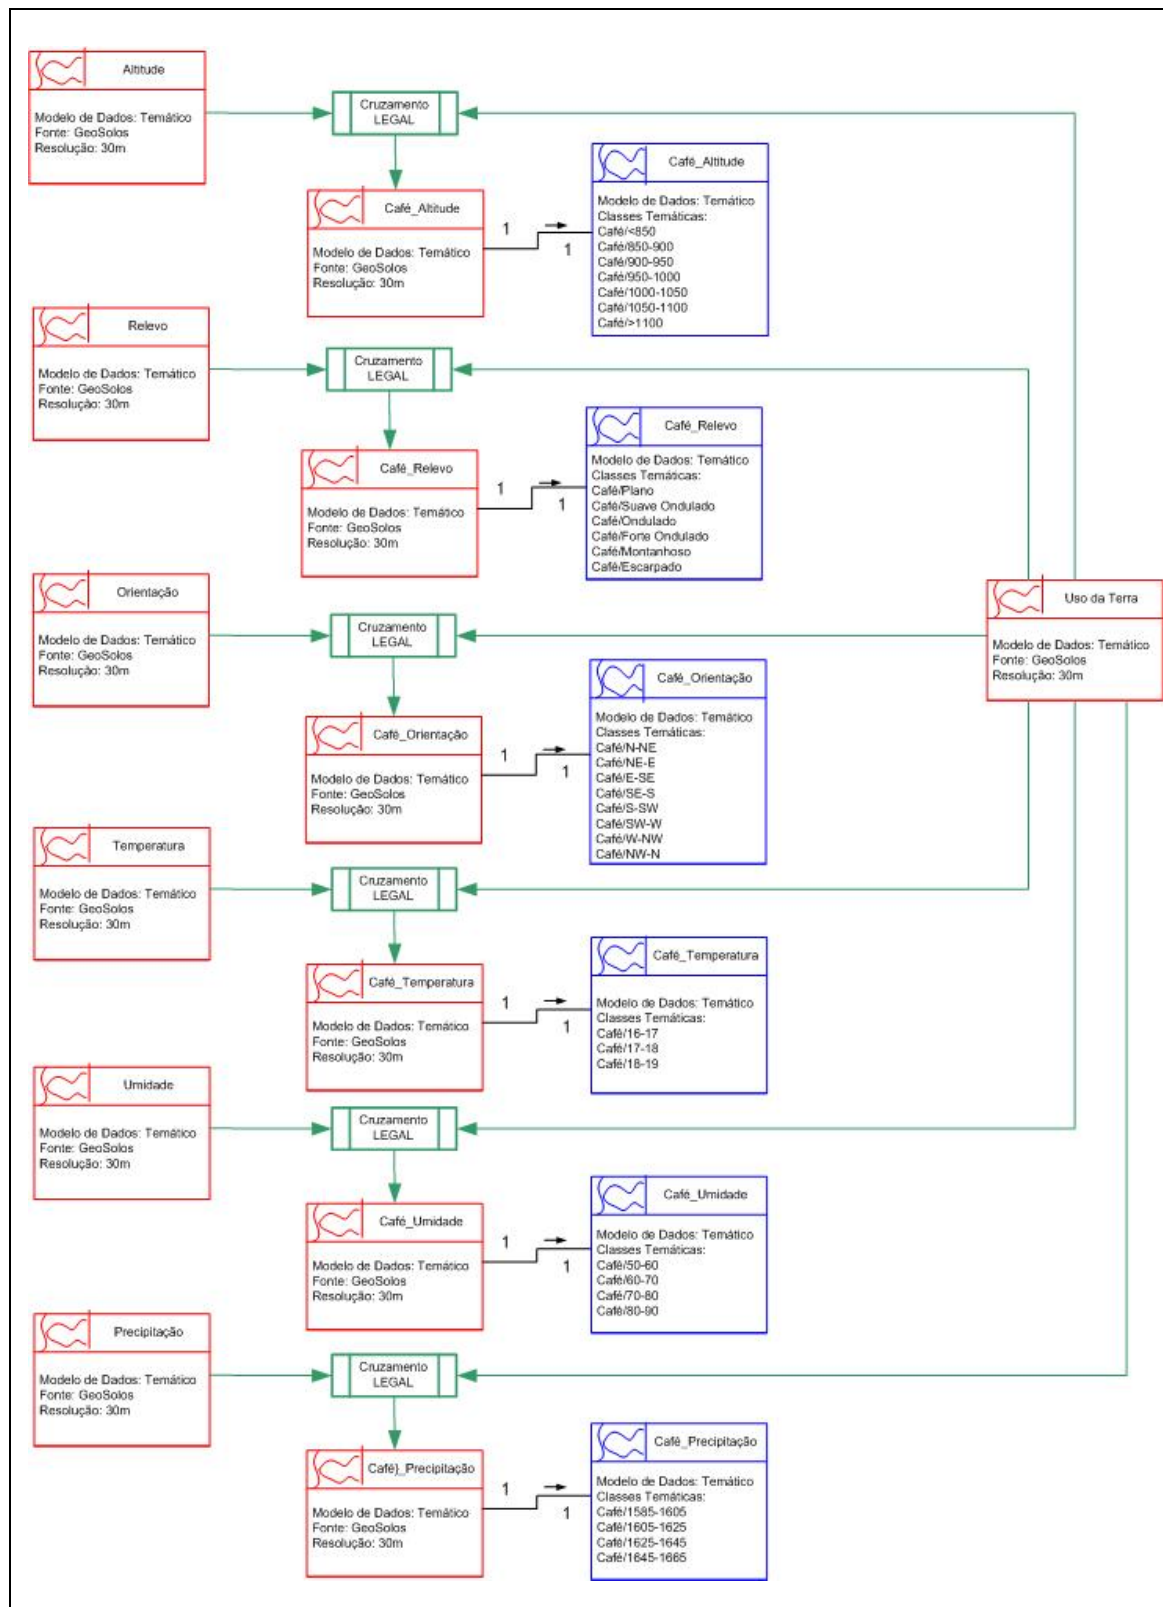 Altitude
Modelo de Dados: Temático
Fonte: GeoSolos
Resolução: 30m
Cruzamento
LEGAL
Café_Altitude
Modelo de Dados: Temático
Fonte: GeoSolos
Resolução: 30m
1
1
Café_Altitude
Modelo de Dados: Temático
Classes Temáticas:
Café/<850
Café/850-900
Café/900-950
Café/950-1000
Café/1000-1050
Café/1050-1100
Café/>1100
Relevo
Modelo de Dados: Temático
Fonte: GeoSolos
Resolução: 30m
Cruzamento
LEGAL
Café_Relevo
Modelo de Dados: Temático
Fonte: GeoSolos
Resolução: 30m
1
1
Café_Relevo
Modelo de Dados: Temático
Classes Temáticas:
Café/Plano
Café/Suave Ondulado
Café/Ondulado
Café/Forte Ondulado
Café/Montanhoso
Café/Escarpado
Orientação
Modelo de Dados: Temático
Fonte: GeoSolos
Resolução: 30m
Cruzamento
LEGAL
Uso da Terra
Modelo de Dados: Temático
Fonte: GeoSolos
Resolução: 30m
Café_Orientação
Modelo de Dados: Temático
Fonte: GeoSolos
Resolução: 30m
1
1
Café_Orientação
Modelo de Dados: Temático
Classes Temáticas:
Café/N-NE
Café/NE-E
Café/E-SE
Café/SE-S
Café/S-SW
Café/SW-W
Café/W-NW
Café/NW-N
Temperatura
Modelo de Dados: Temático
Fonte: GeoSolos
Resolução: 30m
Cruzamento
LEGAL
Café_Temperatura
Modelo de Dados: Temático
Fonte: GeoSolos
Resolução: 30m
1
1
Café_Temperatura
Modelo de Dados: Temático
Classes Temáticas:
Café/16-17
Café/17-18
Café/18-19
Umidade
Modelo de Dados: Temático
Fonte: GeoSolos
Resolução: 30m
Cruzamento
LEGAL
Café_Umidade
Modelo de Dados: Temático
Fonte: GeoSolos
Resolução: 30m
1
1
Café_Umidade
Modelo de Dados: Temático
Classes Temáticas:
Café/50-60
Café/60-70
Café/70-80
Café/80-90
Precipitação
Modelo de Dados: Temático
Fonte: GeoSolos
Resolução: 30m
Cruzamento
LEGAL
Café}_Precipitação
Modelo de Dados: Temático
Fonte: GeoSolos
Resolução: 30m
1
1
Café_Precipitação
Modelo de Dados: Temático
Classes Temáticas:
Café/1585-1605
Café/1605-1625
Café/1625-1645
Café/1645-1665